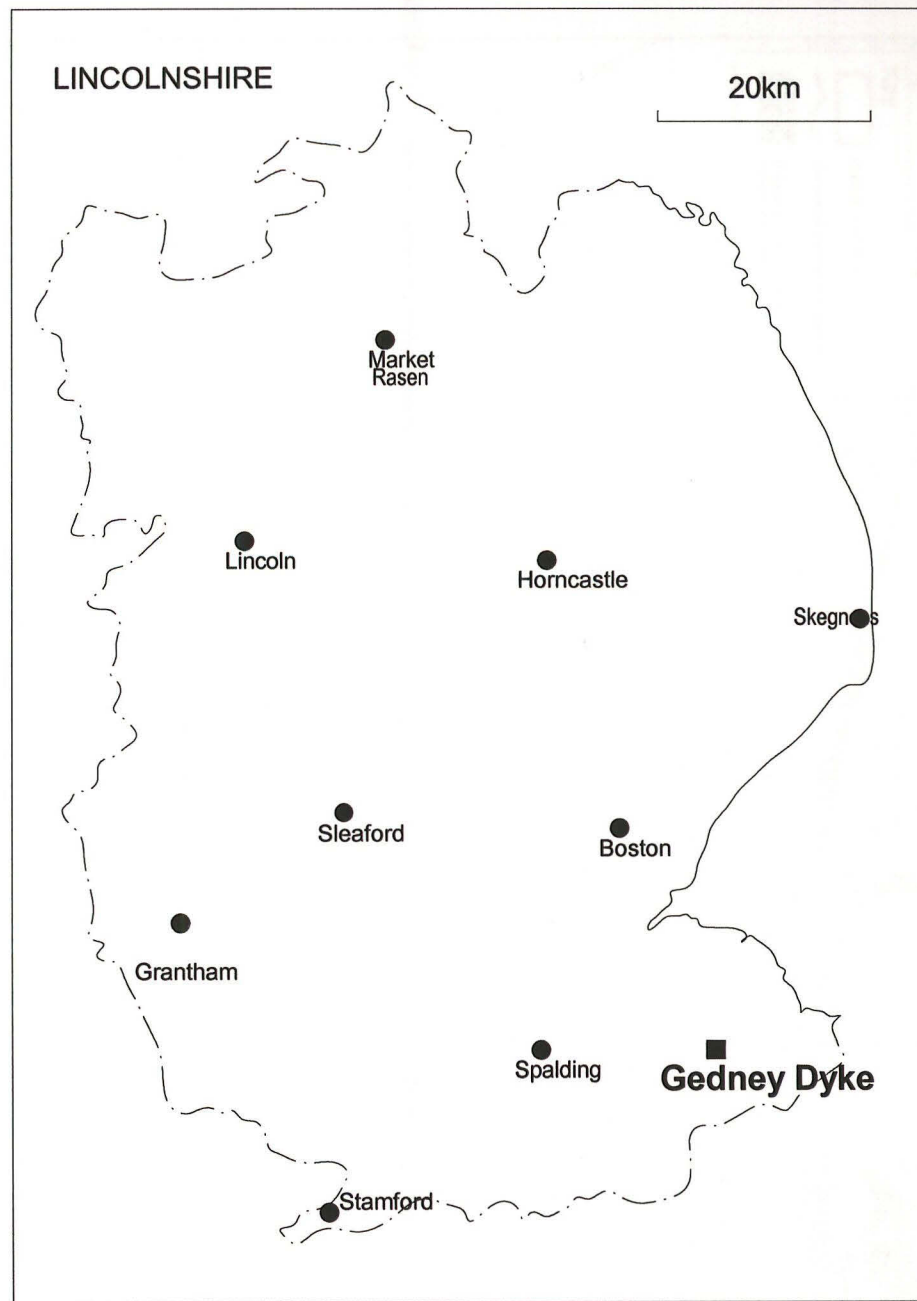 LINCOLNSHIRE
20km
Market
Rasen
Lincoln
Horncastle
Skegness
Sleaford
Boston
Grantham
Spalding
Gedney Dyke
Stamford